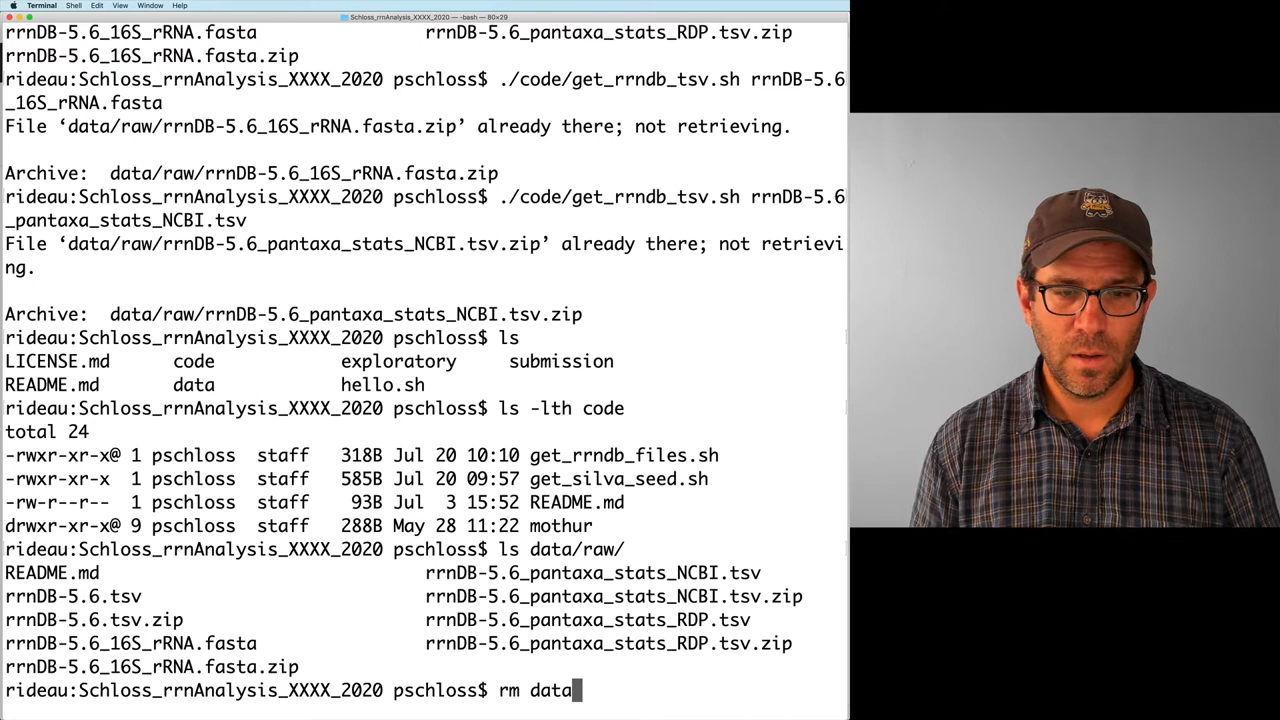 Terminal Shell Edit View Window Help
Schloss_rrnAnalysis_XXXX_2020 — -bash — 80×29
rrnDB-5.6_16S_rRNA.fasta rrnDB-5.6_pantaxa_stats_RDP.tsv.zip
rrnDB-5.6_16S_rRNA.fasta.zip
rideau:Schloss_rrnAnalysis_XXXX_2020 pschloss$ ./code/get_rrndb_tsv.sh rrnDB-5.6
_16S_rRNA.fasta
File ‘data/raw/rrnDB-5.6_16S_rRNA.fasta.zip’ already there; not retrieving.
Archive:  data/raw/rrnDB-5.6_16S_rRNA.fasta.zip
rideau:Schloss_rrnAnalysis_XXXX_2020 pschloss$ ./code/get_rrndb_tsv.sh rrnDB-5.6
_pantaxa_stats_NCBI.tsv
File ‘data/raw/rrnDB-5.6_pantaxa_stats_NCBI.tsv.zip’ already there; not retrievi
ng.
Archive:  data/raw/rrnDB-5.6_pantaxa_stats_NCBI.tsv.zip
rideau:Schloss_rrnAnalysis_XXXX_2020 pschloss$ ls
LICENSE.md code exploratory submission
README.md data hello.sh
rideau:Schloss_rrnAnalysis_XXXX_2020 pschloss$ ls -lth code
total 24
-rwxr-xr-x@ 1 pschloss staff 318B Jul 20 10:10 get_rrndb_files.sh
-rwxr-xr-x 1 pschloss staff 585B Jul 20 09:57 get_silva_seed.sh
-rw-r--r-- 1 pschloss staff 93B Jul 3 15:52 README.md
drwxr-xr-x@ 9 pschloss staff 288B May 28 11:22 mothur
rideau:Schloss_rrnAnalysis_XXXX_2020 pschloss$ ls data/raw/
README.md rrnDB-5.6_pantaxa_stats_NCBI.tsv
rrnDB-5.6.tsv rrnDB-5.6_pantaxa_stats_NCBI.tsv.zip
rrnDB-5.6.tsv.zip rrnDB-5.6_pantaxa_stats_RDP.tsv
rrnDB-5.6_16S_rRNA.fasta rrnDB-5.6_pantaxa_stats_RDP.tsv.zip
rrnDB-5.6_16S_rRNA.fasta.zip
rideau:Schloss_rrnAnalysis_XXXX_2020 pschloss$ rm data